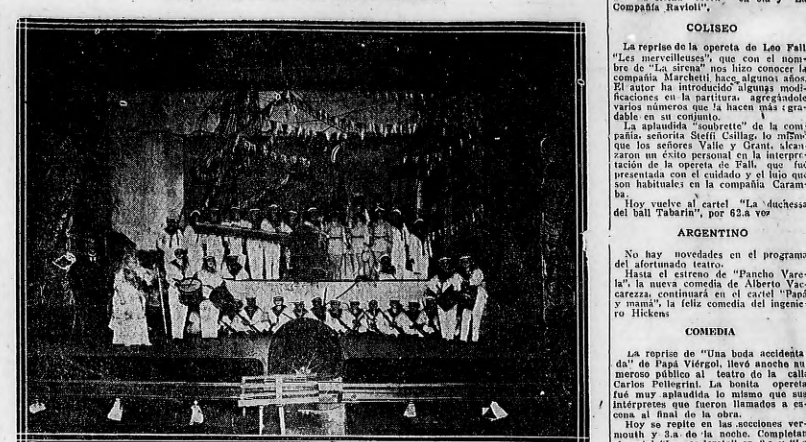 Compañía Ravioli".
COLISEO
La reprise de la opereta de Leo Fall
"Les merveilleuses", que con el nom-
bre de "La sirena" nos hizo conocer la
compañía Marchetti, hace algunos años.
El autor ha introducido algunas modi-
ficaciones en la partitura, agregándole
varios números que la hacen más agra-
dable en su conjunto.
La aplaudida "soubrette" de la com
pañía, señorita Steffi Csillag, lo mismo
que los señores Valle y Grant, alcan-
zaron un éxito personal en la interpre-
tación de la opereta de Fall, que fué
presentada con el cuidado y el lujo que
son habituales en la compañía Caram-
ba.
Hoy vuelve al cartel "La duchessa
del ball Tabarin", por 62.a vez
ARGENTINO
No hay novedades en el programa
del afortunado teatro.
Hasta el estreno de "Pancho Vare-
la", la nueva comedia de Alberto Vac-
carezza, continuará en el cartel "Papá
y mamá", la feliz comedia del ingenie-
ro Hickens
COMEDIA
La reprise de "Una boda accidenta
da" de Papá Viérgol, llevó anoche nu
meroso público al teatro de la calle
Carlos Pellegrini. La bonita opereta
fué muy aplaudida lo mismo que sus
intérpretes que fueron llamados a es-
cena al final de la obra.
Hoy se repite en las secciones ver
mouth y 3.a de la noche. Completan